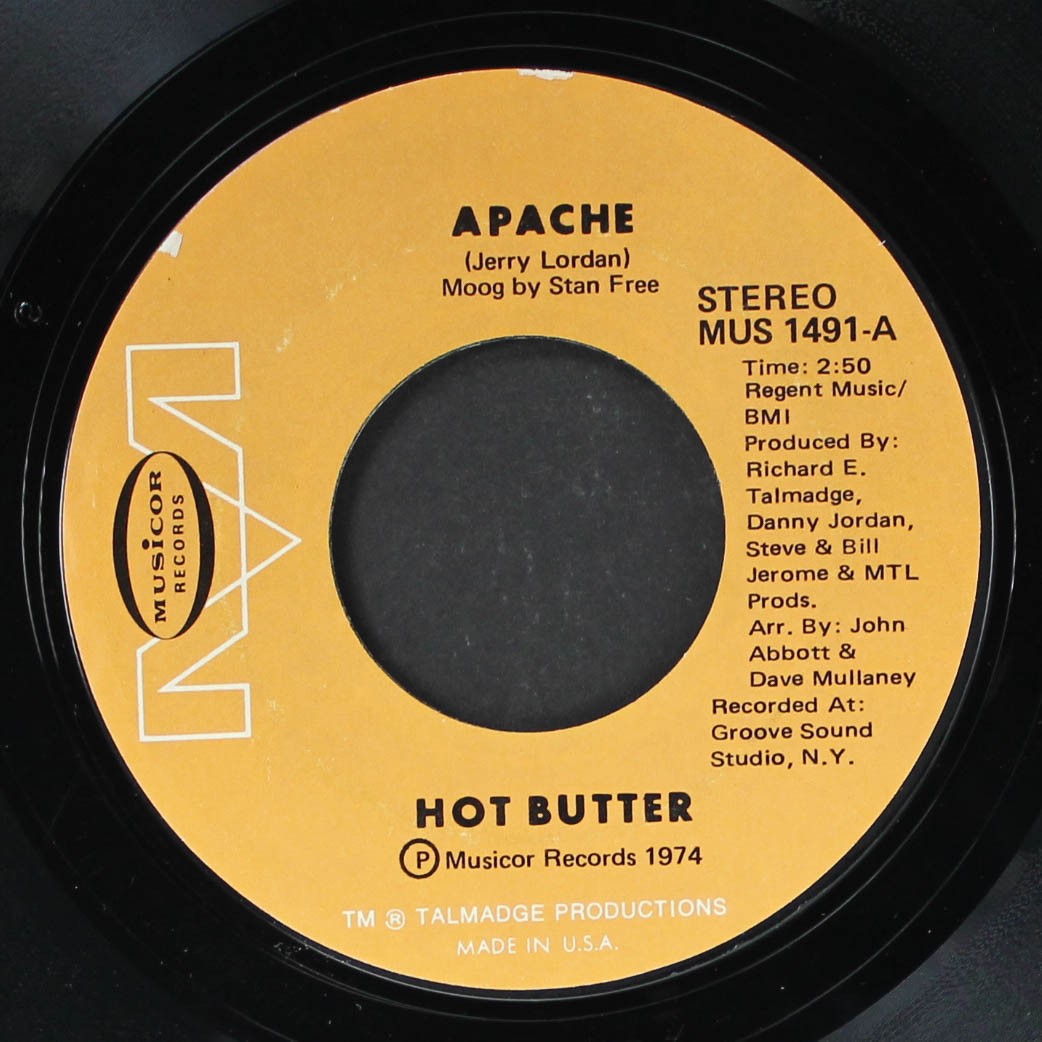 APACHE
(Jerry Lordan)
Moog by Stan Free
STEREO
MUS 1491-A
Time: 2:50
Regent Music/
BMI
Produced By:
Richard E.
Talmadge,
Danny Jordan,
Steve & Bill
Jerome & MTL
Prods.
Arr. By: John
Abbott &
Dave Mullaney
Recorded At:
Groove Sound
Studio, N.Y.
MUSICOR
RECORDS
HOT BUTTER
Ⓟ Musicor Records 1974
TM ® TALMADGE PRODUCTIONS
MADE IN U.S.A.